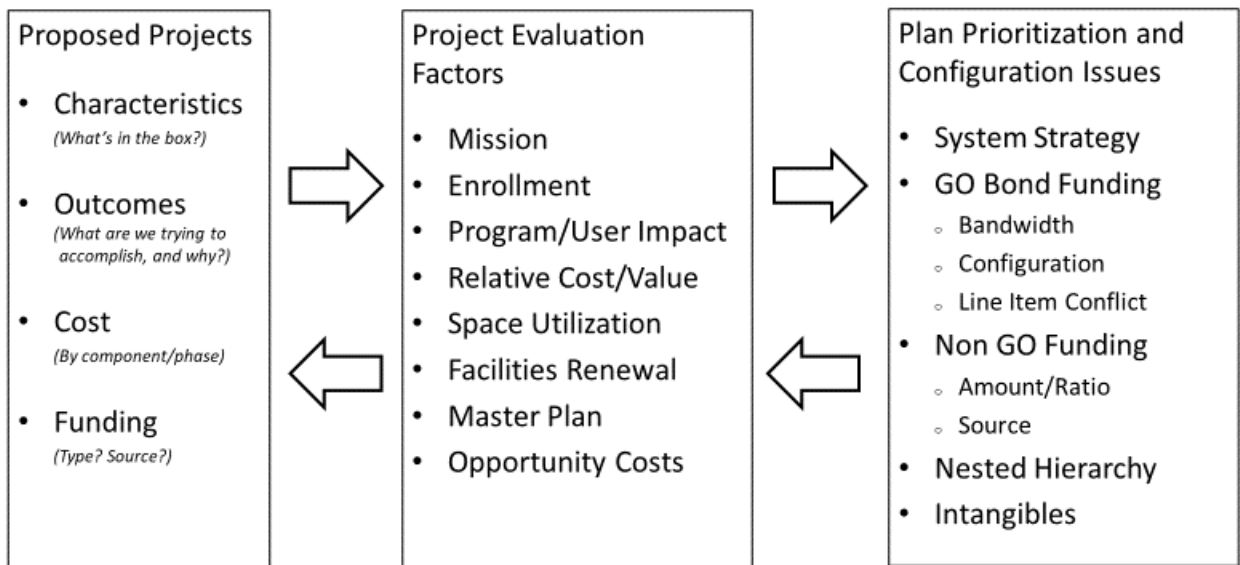 Proposed Projects
• Characteristics
(What's in the box?)
• Outcomes
(What are we trying to
accomplish, and why?)
• Cost
(By component/phase)
• Funding
(Type? Source?)
Project Evaluation
Factors
• Mission
• Enrollment
• Program/User Impact
• Relative Cost/Value
• Space Utilization
• Facilities Renewal
• Master Plan
• Opportunity Costs
Plan Prioritization and
Configuration Issues
• System Strategy
• GO Bond Funding
○ Bandwidth
○ Configuration
○ Line Item Conflict
• Non GO Funding
○ Amount/Ratio
○ Source
• Nested Hierarchy
• Intangibles